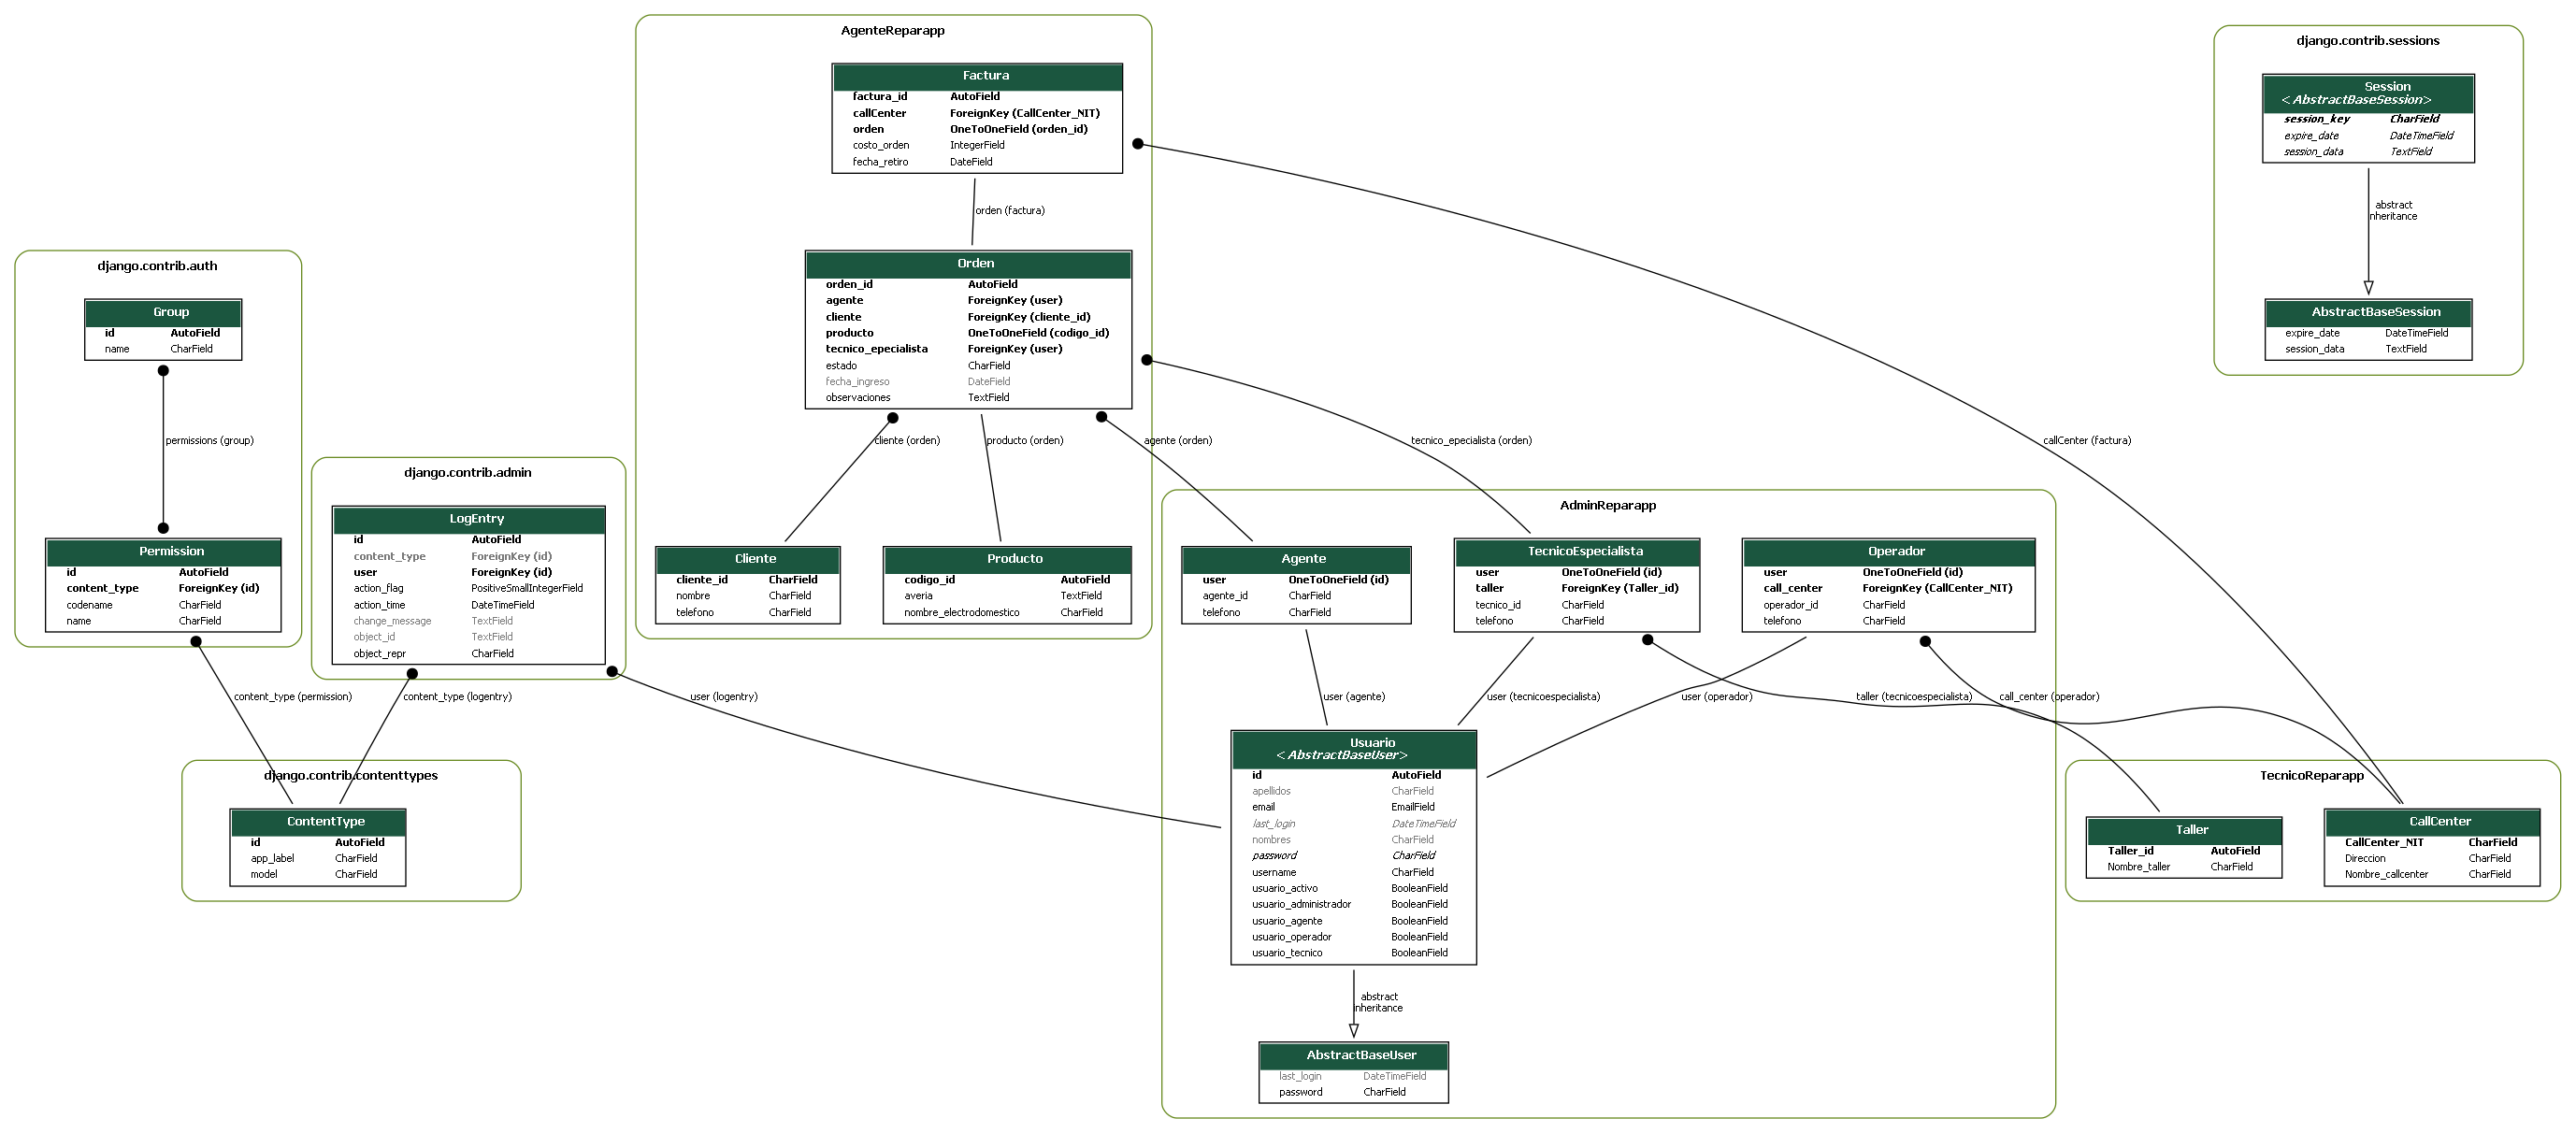 AgenteReparapp
Factura
factura_id AutoField
callCenter ForeignKey (CallCenter_NIT)
orden OneToOneField (orden_id)
costo_orden IntegerField
fecha_retiro DateField
orden (factura)
Orden
orden_id AutoField
agente ForeignKey (user)
cliente ForeignKey (cliente_id)
producto OneToOneField (codigo_id)
tecnico_epecialista ForeignKey (user)
estado CharField
fecha_ingreso DateField
observaciones TextField
cliente (orden)
producto (orden)
agente (orden)
tecnico_epecialista (orden)
callCenter (factura)
Cliente
cliente_id CharField
nombre CharField
telefono CharField
Producto
codigo_id AutoField
averia TextField
nombre_electrodomestico CharField
django.contrib.sessions
Session
<AbstractBaseSession>
session_key CharField
expire_date DateTimeField
session_data TextField
abstract
inheritance
AbstractBaseSession
expire_date DateTimeField
session_data TextField
django.contrib.auth
Group
id AutoField
name CharField
permissions (group)
Permission
id AutoField
content_type ForeignKey (id)
codename CharField
name CharField
django.contrib.admin
LogEntry
id AutoField
content_type ForeignKey (id)
user ForeignKey (id)
action_flag PositiveSmallIntegerField
action_time DateTimeField
change_message TextField
object_id TextField
object_repr CharField
content_type (permission)
content_type (logentry)
user (logentry)
django.contrib.contenttypes
ContentType
id AutoField
app_label CharField
model CharField
AdminReparapp
Agente
user OneToOneField (id)
agente_id CharField
telefono CharField
TecnicoEspecialista
user OneToOneField (id)
taller ForeignKey (Taller_id)
tecnico_id CharField
telefono CharField
Operador
user OneToOneField (id)
call_center ForeignKey (CallCenter_NIT)
operador_id CharField
telefono CharField
user (agente)
user (tecnicoespecialista)
user (operador)
taller (tecnicoespecialista)
call_center (operador)
Usuario
<AbstractBaseUser>
id AutoField
apellidos CharField
email EmailField
last_login DateTimeField
nombres CharField
password CharField
username CharField
usuario_activo BooleanField
usuario_administrador BooleanField
usuario_agente BooleanField
usuario_operador BooleanField
usuario_tecnico BooleanField
abstract
inheritance
AbstractBaseUser
last_login DateTimeField
password CharField
TecnicoReparapp
Taller
Taller_id AutoField
Nombre_taller CharField
CallCenter
CallCenter_NIT CharField
Direccion CharField
Nombre_callcenter CharField